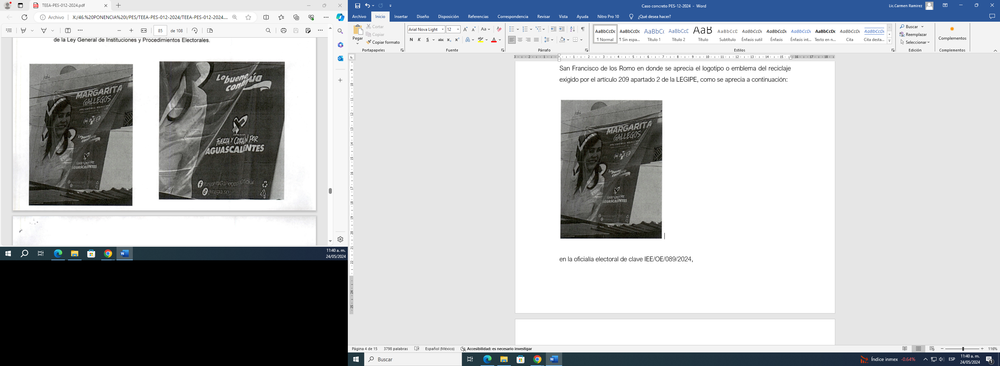 TEEA-PES-012-2024.pdf
Archivo
X:/46.%20PONENCIA%20I/PES/TEEA-PES-012-2024/TEEA-PES-012-2024....
85
de 108
de la Ley General de Instituciones y Procedimientos Electorales.
MARGARITA
GALLEGOS
PRESIDENTA MUNICIPAL
Lo bueno
continúa
FUERZA Y CORAZÓN POR
AGUASCALIENTES
Lo bueno
continúa
COALICIÓN
FUERZA Y CORAZÓN POR
AGUASCALIENTES
MargaritaGallegosOficial
@maga.so
11:40 a. m.
24/05/2024
Caso concreto PES-12-2024 - Word
Lic.Carmen Ramirez
Archivo
Inicio
Insertar
Diseño
Disposición
Referencias
Correspondencia
Revisar
Vista
Ayuda
Nitro Pro 10
¿Qué desea hacer?
Pegar
Cortar
Copiar
Copiar formato
Portapapeles
Arial Nova Light
12
Fuente
Párrafo
AaBbCcDc
¶ Normal
AaBbCcDc
¶ Sin espa...
AaBbCc
Título 1
AaBbCcD
Título 2
AaB
Título
AaBbCcD
Subtítulo
AaBbCcDc
Énfasis sutil
AaBbCcDc
Énfasis
AaBbCcDc
Énfasis int...
AaBbCcDc
Texto en n...
AaBbCcDc
Cita
AaBbCcDc
Cita desta...
Estilos
Buscar
Reemplazar
Seleccionar
Edición
Complementos
Complementos
San Francisco de los Romo en donde se aprecia el logotipo o emblema del reciclaje
exigido por el artículo 209 apartado 2 de la LEGIPE, como se aprecia a continuación:
MARGARITA
GALLEGOS
PRESIDENTA MUNICIPAL
Lo bueno
continúa
FUERZA Y CORAZÓN POR
AGUASCALIENTES
en la oficialía electoral de clave IEE/OE/089/2024,
Página 4 de 15
3798 palabras
Español (México)
Accesibilidad: es necesario investigar
116%
Buscar
Índice inmex
-0.64%
ESP
11:40 a. m.
24/05/2024